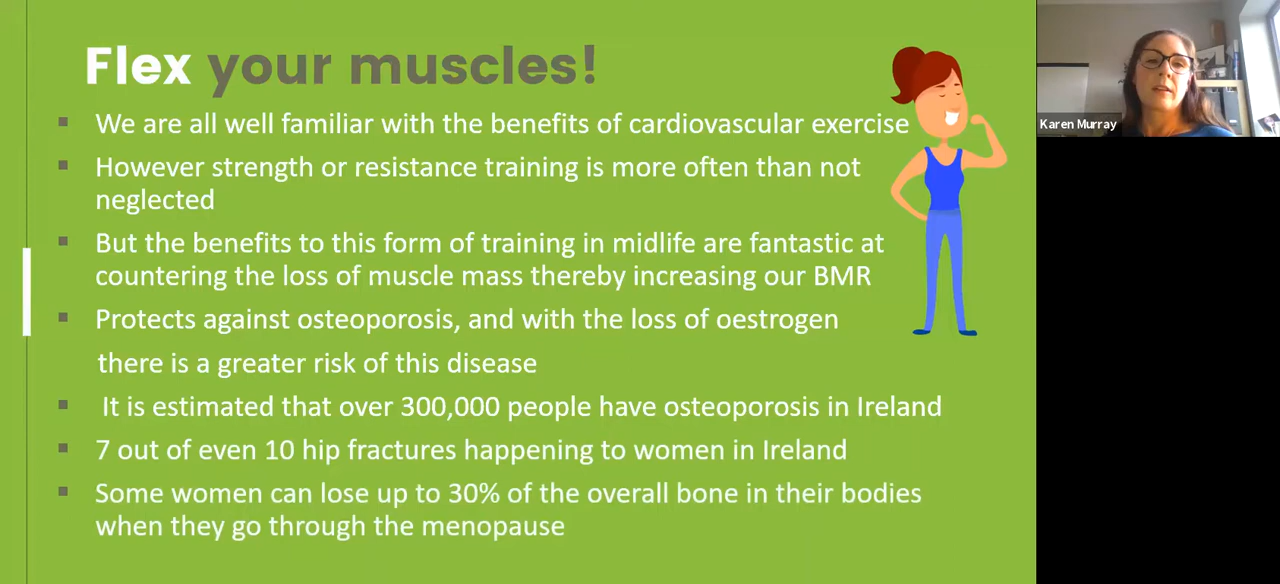 Flex your muscles!
▪ We are all well familiar with the benefits of cardiovascular exercise
▪ However strength or resistance training is more often than not
neglected
▪ But the benefits to this form of training in midlife are fantastic at
countering the loss of muscle mass thereby increasing our BMR
▪ Protects against osteoporosis, and with the loss of oestrogen
there is a greater risk of this disease
▪ It is estimated that over 300,000 people have osteoporosis in Ireland
▪ 7 out of even 10 hip fractures happening to women in Ireland
▪ Some women can lose up to 30% of the overall bone in their bodies
when they go through the menopause
Karen Murray